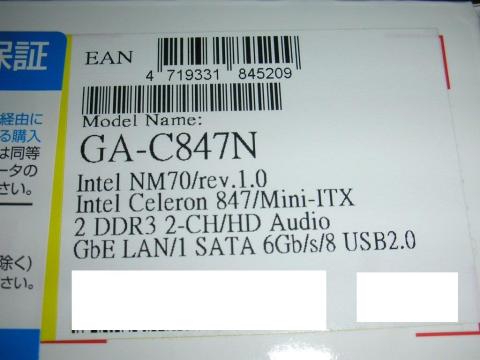 保証
経由に
る購入
は同等
ータの
さい。
除く)
さい。
EAN
4 719331 845209
Model Name:
GA-C847N
Intel NM70/rev.1.0
Intel Celeron 847/Mini-ITX
2 DDR3 2-CH/HD Audio
GbE LAN/1 SATA 6Gb/s/8 USB2.0